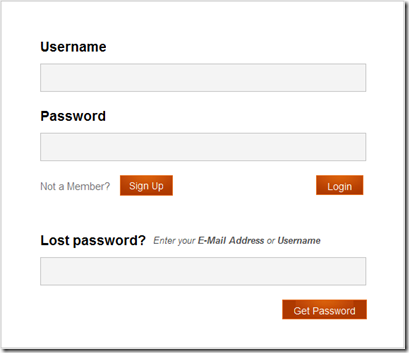 Username
Password
Not a Member? Sign Up Login
Lost password? Enter your E-Mail Address or Username
Get Password